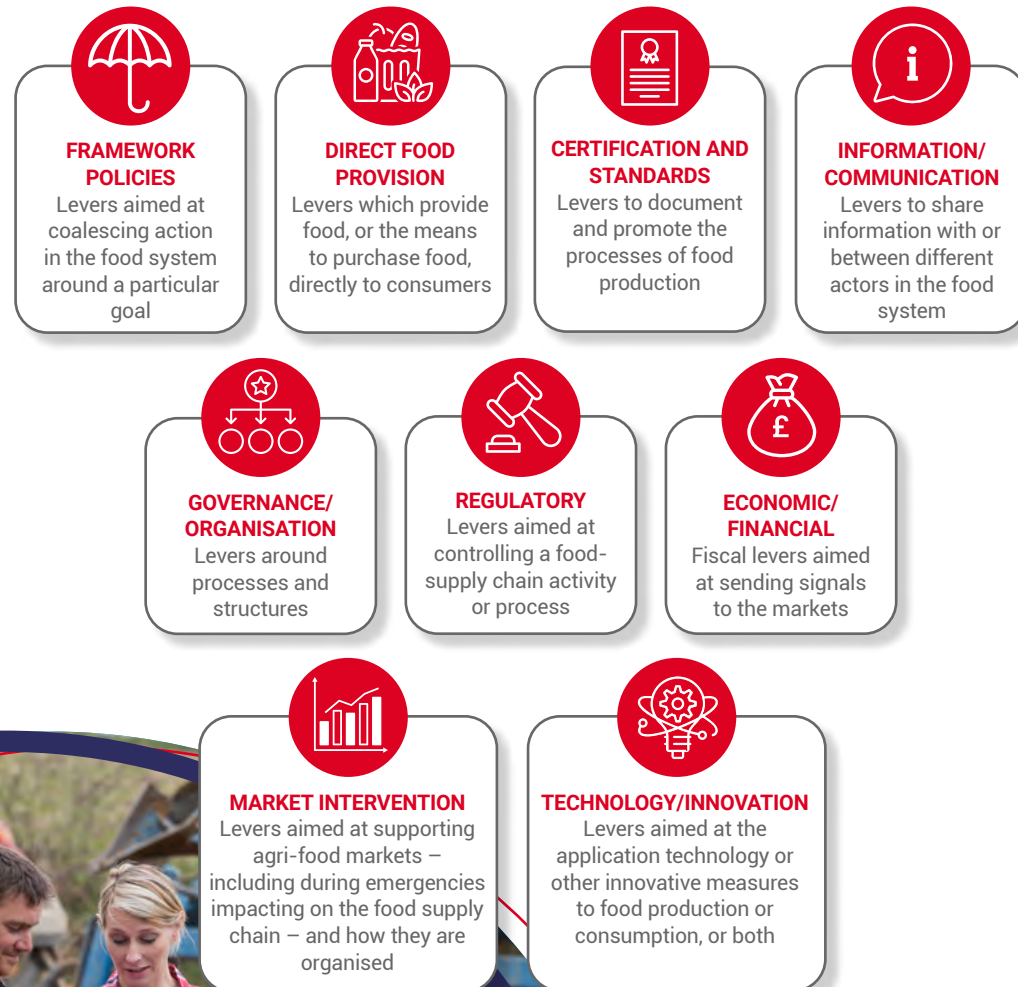 FRAMEWORK
POLICIES
Levers aimed at
coalescing action
in the food system
around a particular
goal
DIRECT FOOD
PROVISION
Levers which provide
food, or the means
to purchase food,
directly to consumers
CERTIFICATION AND
STANDARDS
Levers to document
and promote the
processes of food
production
i
INFORMATION/
COMMUNICATION
Levers to share
information with or
between different
actors in the food
system
GOVERNANCE/
ORGANISATION
Levers around
processes and
structures
REGULATORY
Levers aimed at
controlling a food-
supply chain activity
or process
£
ECONOMIC/
FINANCIAL
Fiscal levers aimed
at sending signals
to the markets
MARKET INTERVENTION
Levers aimed at supporting
agri-food markets –
including during emergencies
impacting on the food supply
chain – and how they are
organised
TECHNOLOGY/INNOVATION
Levers aimed at the
application technology or
other innovative measures
to food production or
consumption, or both